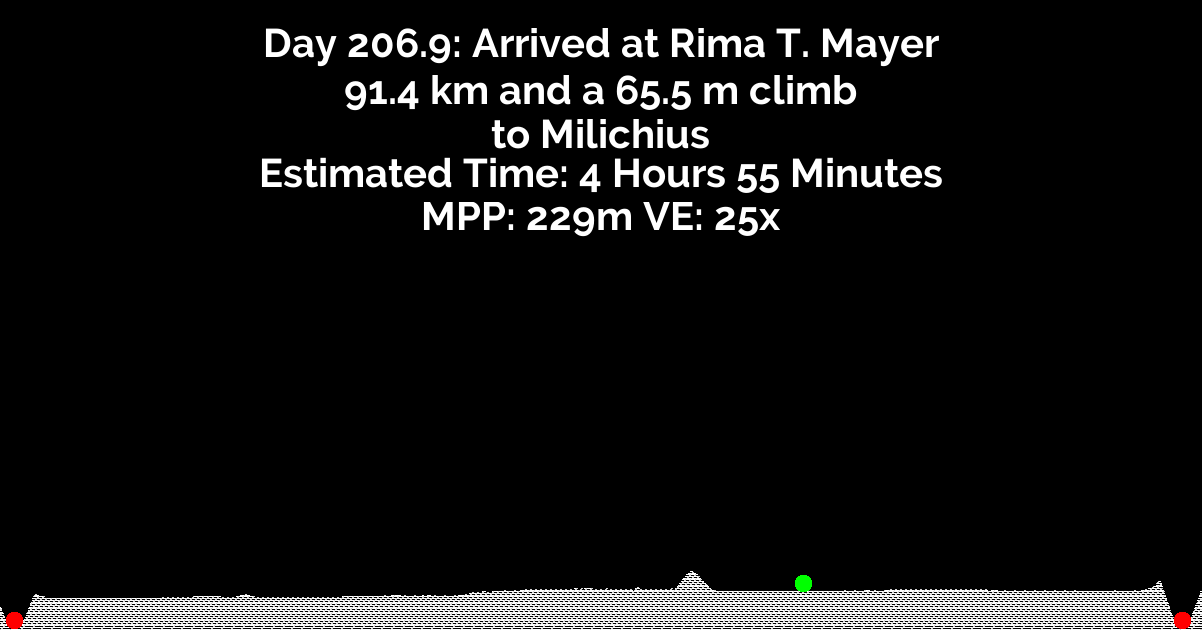 Day 206.9: Arrived at Rima T. Mayer
91.4 km and a 65.5 m climb
to Milichius
Estimated Time: 4 Hours 55 Minutes
MPP: 229m VE: 25x